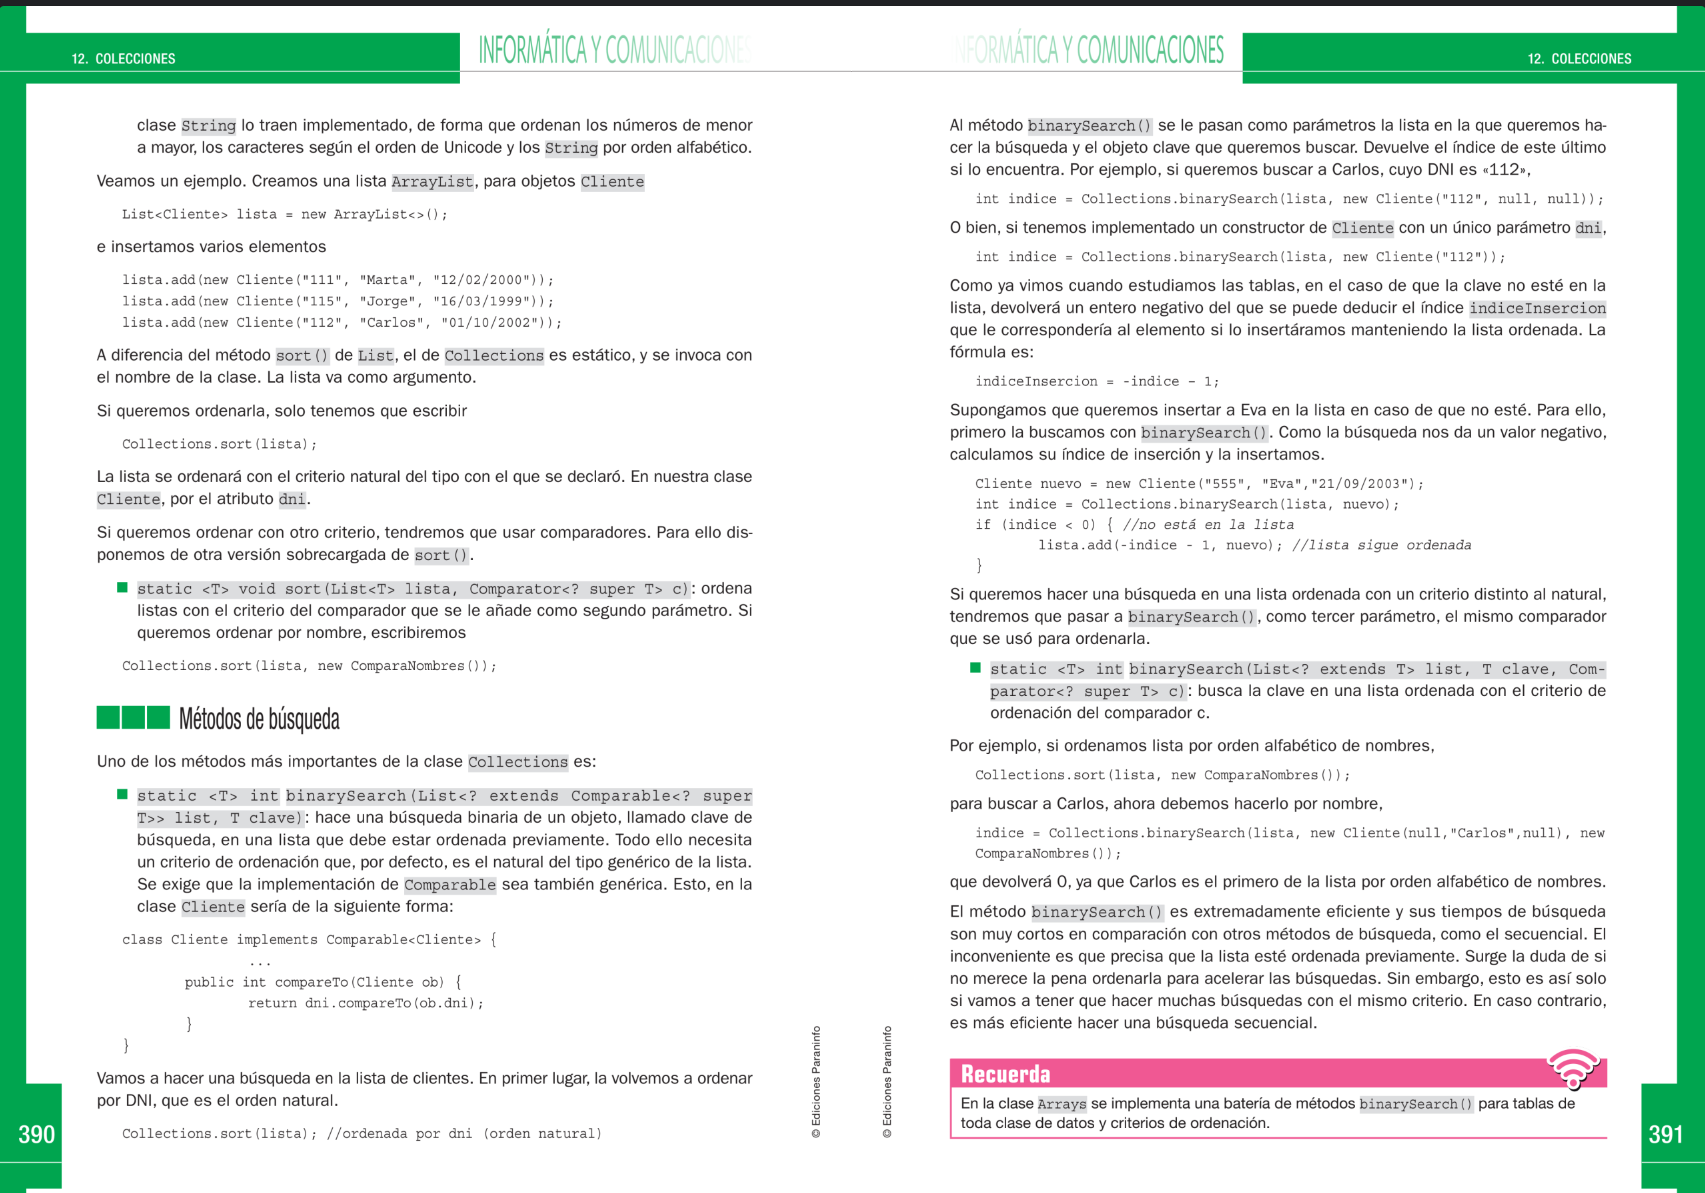 12. COLECCIONES
INFORMÁTICA Y COMUNICACIONES
clase String lo traen implementado, de forma que ordenan los números de menor
a mayor, los caracteres según el orden de Unicode y los String por orden alfabético.
Veamos un ejemplo. Creamos una lista ArrayList, para objetos Cliente
List<Cliente> lista = new ArrayList<>();
e insertamos varios elementos
lista.add(new Cliente("111", "Marta", "12/02/2000"));
lista.add(new Cliente("115", "Jorge", "16/03/1999"));
lista.add(new Cliente("112", "Carlos", "01/10/2002"));
A diferencia del método sort() de List, el de Collections es estático, y se invoca con
el nombre de la clase. La lista va como argumento.
Si queremos ordenarla, solo tenemos que escribir
Collections.sort(lista);
La lista se ordenará con el criterio natural del tipo con el que se declaró. En nuestra clase
Cliente, por el atributo dni.
Si queremos ordenar con otro criterio, tendremos que usar comparadores. Para ello dis-
ponemos de otra versión sobrecargada de sort().
static <T> void sort(List<T> lista, Comparator<? super T> c): ordena
listas con el criterio del comparador que se le añade como segundo parámetro. Si
queremos ordenar por nombre, escribiremos
Collections.sort(lista, new ComparaNombres());
Métodos de búsqueda
Uno de los métodos más importantes de la clase Collections es:
static <T> int binarySearch(List<? extends Comparable<? super
T>> list, T clave): hace una búsqueda binaria de un objeto, llamado clave de
búsqueda, en una lista que debe estar ordenada previamente. Todo ello necesita
un criterio de ordenación que, por defecto, es el natural del tipo genérico de la lista.
Se exige que la implementación de Comparable sea también genérica. Esto, en la
clase Cliente sería de la siguiente forma:
class Cliente implements Comparable<Cliente> {
...
public int compareTo(Cliente ob) {
return dni.compareTo(ob.dni);
}
}
Vamos a hacer una búsqueda en la lista de clientes. En primer lugar, la volvemos a ordenar
por DNI, que es el orden natural.
Collections.sort(lista); //ordenada por dni (orden natural)
390
© Ediciones Paraninfo
INFORMÁTICA Y COMUNICACIONES
12. COLECCIONES
Al método binarySearch() se le pasan como parámetros la lista en la que queremos ha-
cer la búsqueda y el objeto clave que queremos buscar. Devuelve el índice de este último
si lo encuentra. Por ejemplo, si queremos buscar a Carlos, cuyo DNI es «112»,
int indice = Collections.binarySearch(lista, new Cliente("112", null, null));
O bien, si tenemos implementado un constructor de Cliente con un único parámetro dni,
int indice = Collections.binarySearch(lista, new Cliente("112"));
Como ya vimos cuando estudiamos las tablas, en el caso de que la clave no esté en la
lista, devolverá un entero negativo del que se puede deducir el índice indiceInsercion
que le correspondería al elemento si lo insertáramos manteniendo la lista ordenada. La
fórmula es:
indiceInsercion = -indice – 1;
Supongamos que queremos insertar a Eva en la lista en caso de que no esté. Para ello,
primero la buscamos con binarySearch(). Como la búsqueda nos da un valor negativo,
calculamos su índice de inserción y la insertamos.
Cliente nuevo = new Cliente("555", "Eva","21/09/2003");
int indice = Collections.binarySearch(lista, nuevo);
if (indice < 0) { //no está en la lista
lista.add(-indice - 1, nuevo); //lista sigue ordenada
}
Si queremos hacer una búsqueda en una lista ordenada con un criterio distinto al natural,
tendremos que pasar a binarySearch(), como tercer parámetro, el mismo comparador
que se usó para ordenarla.
static <T> int binarySearch(List<? extends T> list, T clave, Com-
parator<? super T> c): busca la clave en una lista ordenada con el criterio de
ordenación del comparador c.
Por ejemplo, si ordenamos lista por orden alfabético de nombres,
Collections.sort(lista, new ComparaNombres());
para buscar a Carlos, ahora debemos hacerlo por nombre,
indice = Collections.binarySearch(lista, new Cliente(null,"Carlos",null), new
ComparaNombres());
que devolverá 0, ya que Carlos es el primero de la lista por orden alfabético de nombres.
El método binarySearch() es extremadamente eficiente y sus tiempos de búsqueda
son muy cortos en comparación con otros métodos de búsqueda, como el secuencial. El
inconveniente es que precisa que la lista esté ordenada previamente. Surge la duda de si
no merece la pena ordenarla para acelerar las búsquedas. Sin embargo, esto es así solo
si vamos a tener que hacer muchas búsquedas con el mismo criterio. En caso contrario,
es más eficiente hacer una búsqueda secuencial.
Recuerda
En la clase Arrays se implementa una batería de métodos binarySearch() para tablas de
toda clase de datos y criterios de ordenación.
© Ediciones Paraninfo
391